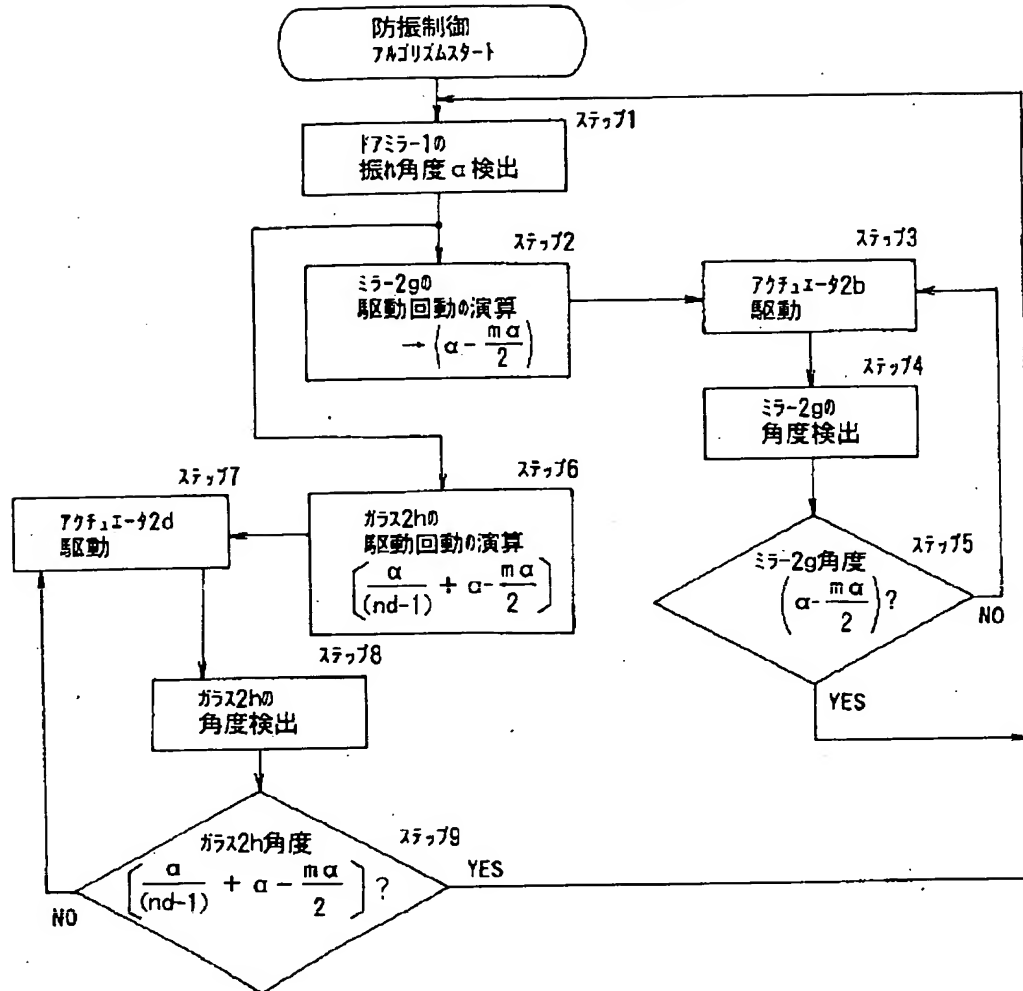 防振制御
アルゴリズムスタート
ステップ1
ドアミラー1の
振れ角度α検出
ステップ2
ミラー2gの
駆動回動の演算
→ (α - mα/2)
ステップ3
アクチュエータ2b
駆動
ステップ4
ミラー2gの
角度検出
ステップ5
ミラー2g角度
(α - mα/2)?
NO
YES
ステップ6
ガラス2hの
駆動回動の演算
[α/(nd-1) + α - mα/2]
ステップ7
アクチュエータ2d
駆動
ステップ8
ガラス2hの
角度検出
ステップ9
ガラス2h角度
[α/(nd-1) + α - mα/2]?
YES
NO